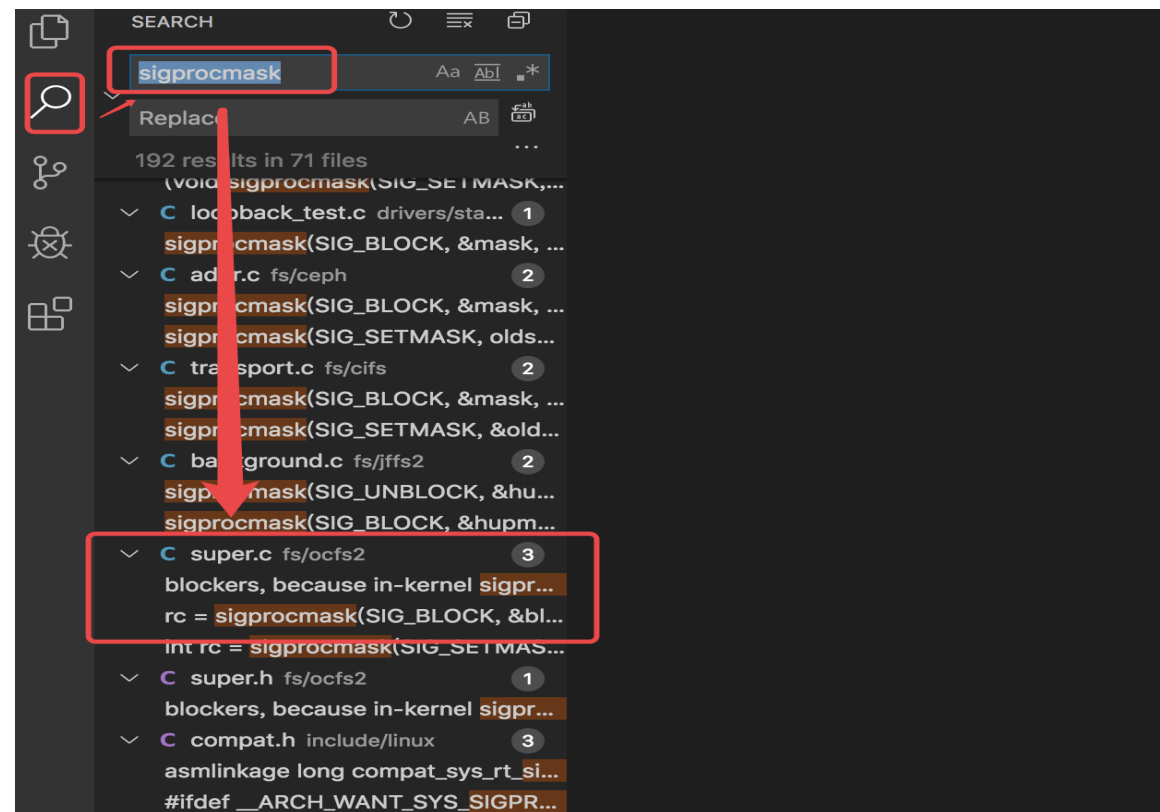 SEARCH
sigprocmask
Aa Abl .*
Replace AB
192 results in 71 files
...
(void sigprocmask(SIG_SETMASK,...
C loopback_test.c drivers/sta... 1
sigprocmask(SIG_BLOCK, &mask, ...
C addr.c fs/ceph 2
sigprocmask(SIG_BLOCK, &mask, ...
sigprocmask(SIG_SETMASK, olds...
C transport.c fs/cifs 2
sigprocmask(SIG_BLOCK, &mask, ...
sigprocmask(SIG_SETMASK, &old...
C background.c fs/jffs2 2
sigprocmask(SIG_UNBLOCK, &hu...
sigprocmask(SIG_BLOCK, &hupm...
C super.c fs/ocfs2 3
blockers, because in-kernel sigpr...
rc = sigprocmask(SIG_BLOCK, &bl...
int rc = sigprocmask(SIG_SETMAS...
C super.h fs/ocfs2 1
blockers, because in-kernel sigpr...
C compat.h include/linux 3
asmlinkage long compat_sys_rt_si...
#ifdef __ARCH_WANT_SYS_SIGPR...